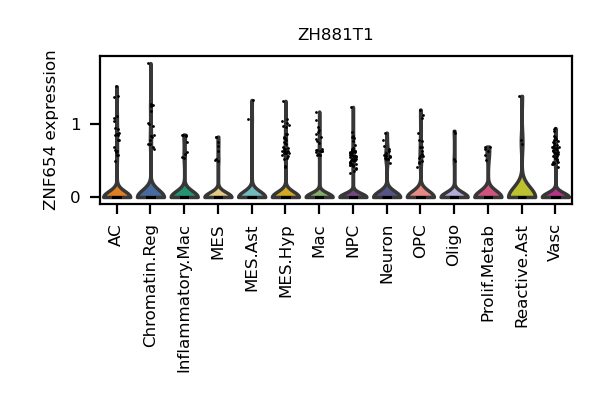 ZH881T1
ZNF654 expression
1
0
AC
Chromatin.Reg
Inflammatory.Mac
MES
MES.Ast
MES.Hyp
Mac
NPC
Neuron
OPC
Oligo
Prolif.Metab
Reactive.Ast
Vasc